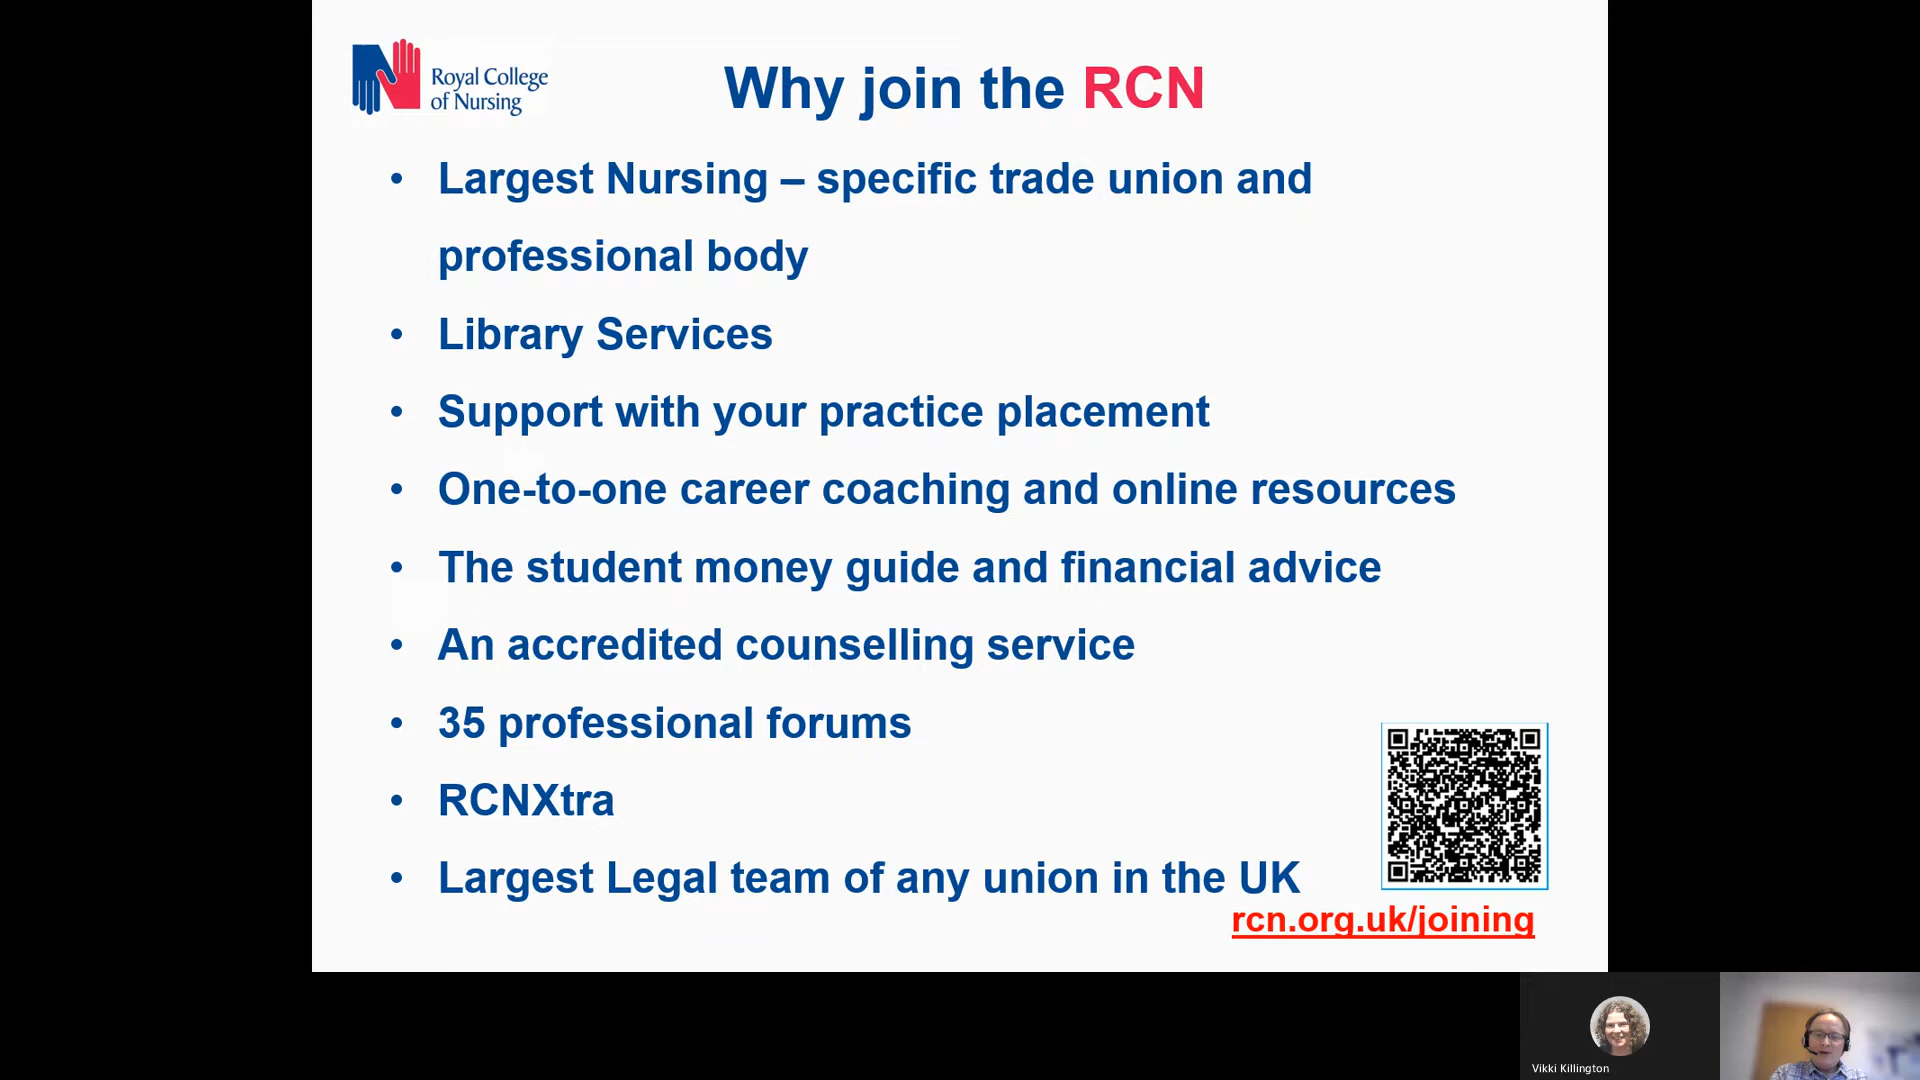 Royal College
of Nursing
Why join the RCN
• Largest Nursing – specific trade union and
professional body
• Library Services
• Support with your practice placement
• One-to-one career coaching and online resources
• The student money guide and financial advice
• An accredited counselling service
• 35 professional forums
• RCNXtra
• Largest Legal team of any union in the UK
rcn.org.uk/joining
Vikki Killington